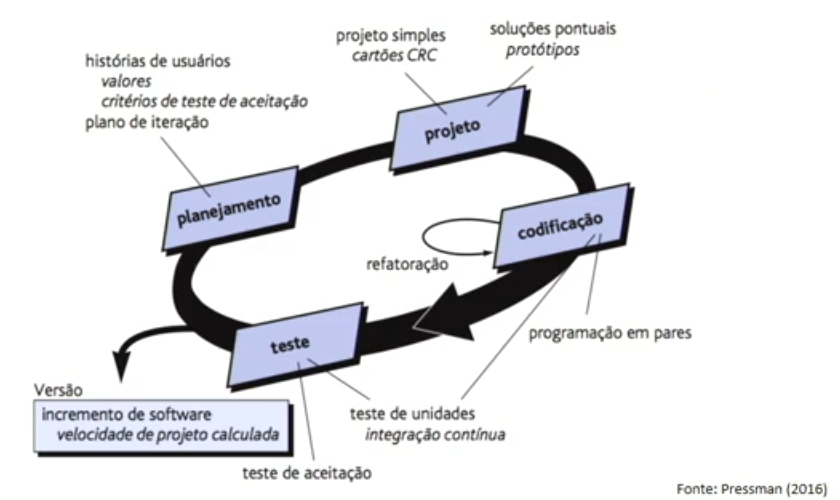 projeto simples
cartões CRC
soluções pontuais
protótipos
histórias de usuários
valores
critérios de teste de aceitação
plano de iteração
projeto
planejamento
codificação
refatoração
programação em pares
teste
Versão
incremento de software
velocidade de projeto calculada
teste de unidades
integração contínua
teste de aceitação
Fonte: Pressman (2016)